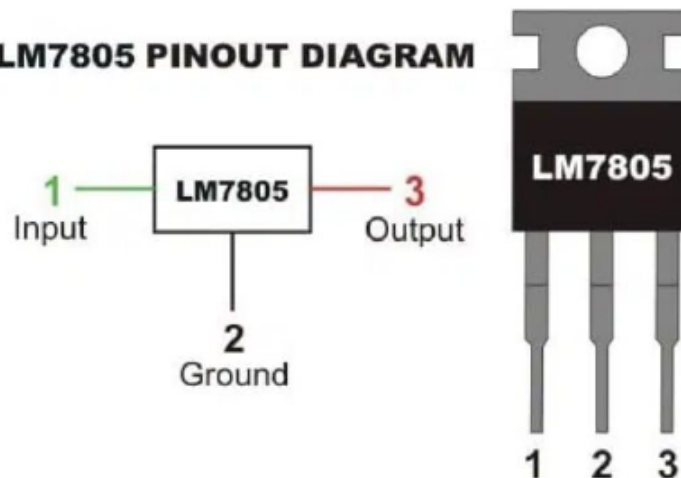 LM7805 PINOUT DIAGRAM
1
Input
LM7805
3
Output
2
Ground
LM7805
1 2 3